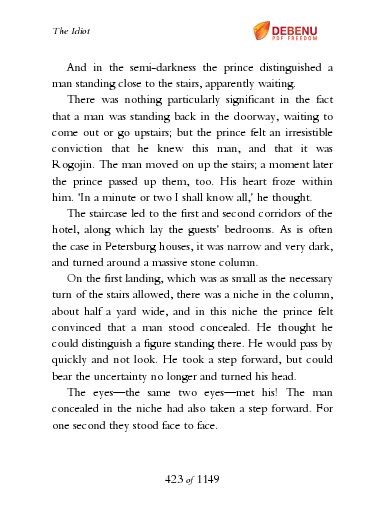 The Idiot
DEBENU
PDF FREEDOM
And in the semi-darkness the prince distinguished a
man standing close to the stairs, apparently waiting.
There was nothing particularly significant in the fact
that a man was standing back in the doorway, waiting to
come out or go upstairs; but the prince felt an irresistible
conviction that he knew this man, and that it was
Rogojin. The man moved on up the stairs; a moment later
the prince passed up them, too. His heart froze within
him. 'In a minute or two I shall know all,' he thought.
The staircase led to the first and second corridors of the
hotel, along which lay the guests' bedrooms. As is often
the case in Petersburg houses, it was narrow and very dark,
and turned around a massive stone column.
On the first landing, which was as small as the necessary
turn of the stairs allowed, there was a niche in the column,
about half a yard wide, and in this niche the prince felt
convinced that a man stood concealed. He thought he
could distinguish a figure standing there. He would pass by
quickly and not look. He took a step forward, but could
bear the uncertainty no longer and turned his head.
The eyes—the same two eyes—met his! The man
concealed in the niche had also taken a step forward. For
one second they stood face to face.
423 of 1149